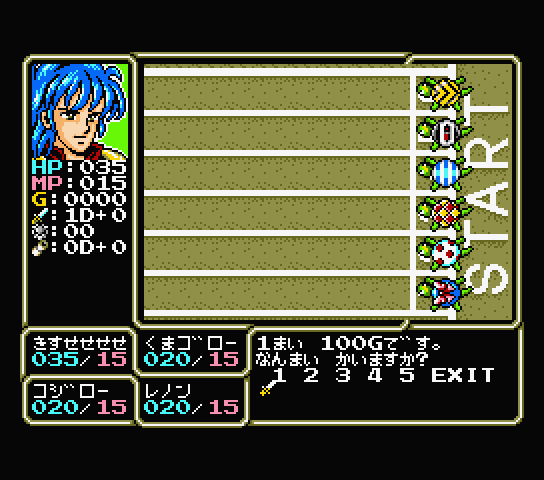 HP:035
MP:015
G:0000
:1D+0
:00
:0D+0
START
きすせせせせ
035/15
くまゴロー
020/15
コジロー
020/15
レノン
020/15
1まい 100Gです。
なんまい かいますか?
1 2 3 4 5 EXIT